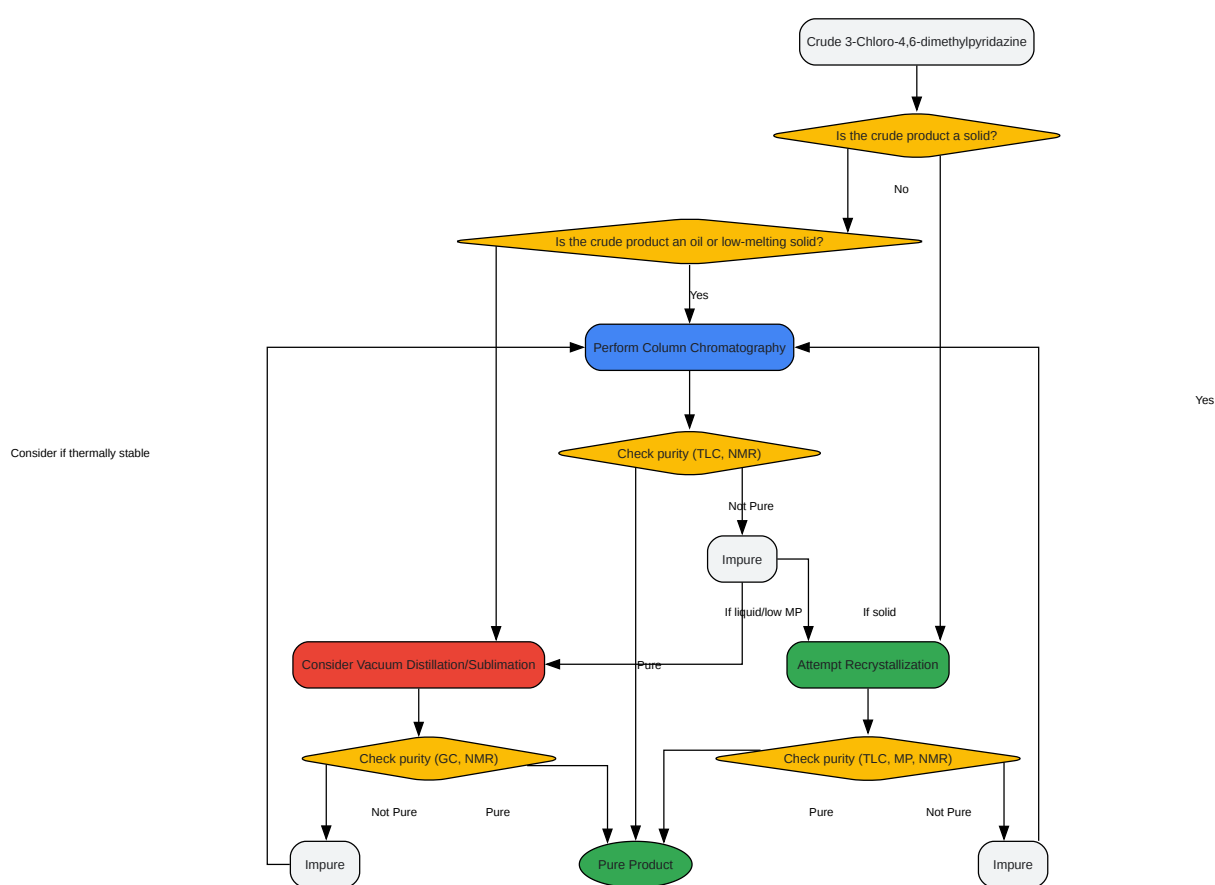 Crude 3-Chloro-4,6-dimethylpyridazine
Is the crude product a solid?
No
Is the crude product an oil or low-melting solid?
Yes
Perform Column Chromatography
Yes
Consider if thermally stable
Check purity (TLC, NMR)
Not Pure
Impure
If liquid/low MP
If solid
Consider Vacuum Distillation/Sublimation
Pure
Attempt Recrystallization
Check purity (GC, NMR)
Check purity (TLC, MP, NMR)
Not Pure
Pure
Pure
Not Pure
Impure
Pure Product
Impure